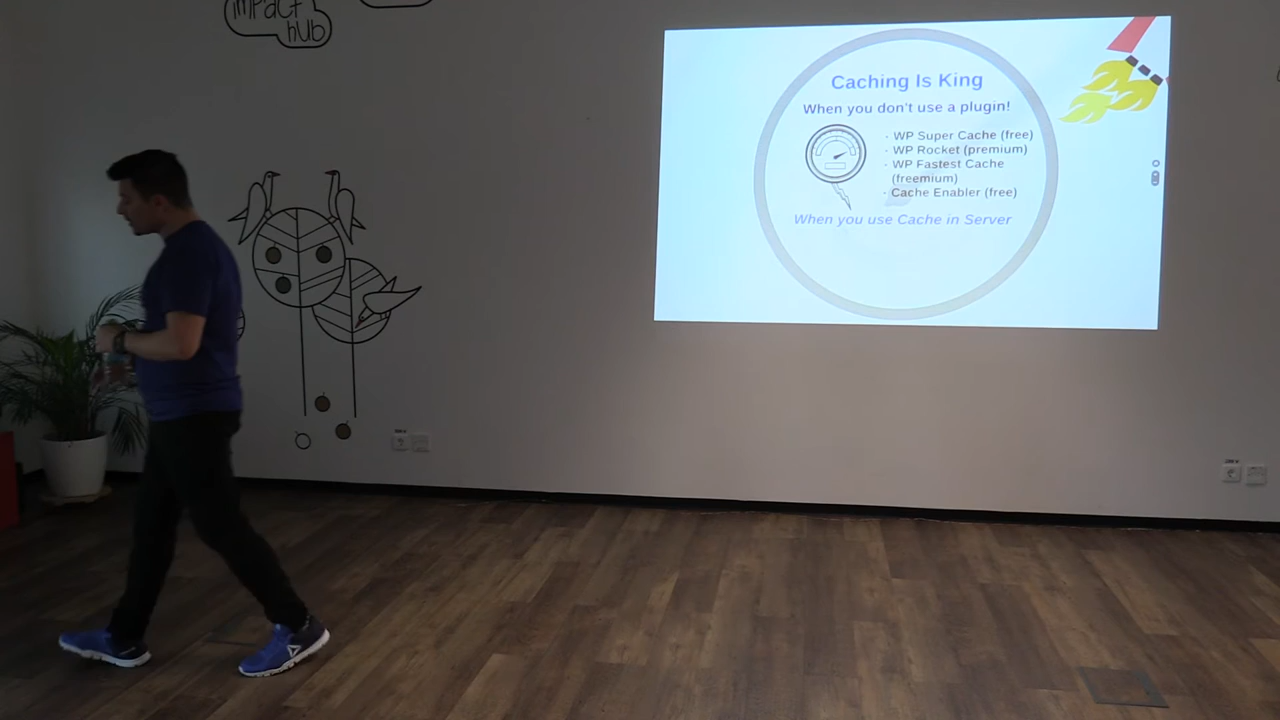 impact
hub
Caching Is King
When you don't use a plugin!
· WP Super Cache (free)
· WP Rocket (premium)
· WP Fastest Cache
(freemium)
· Cache Enabler (free)
When you use Cache in Server